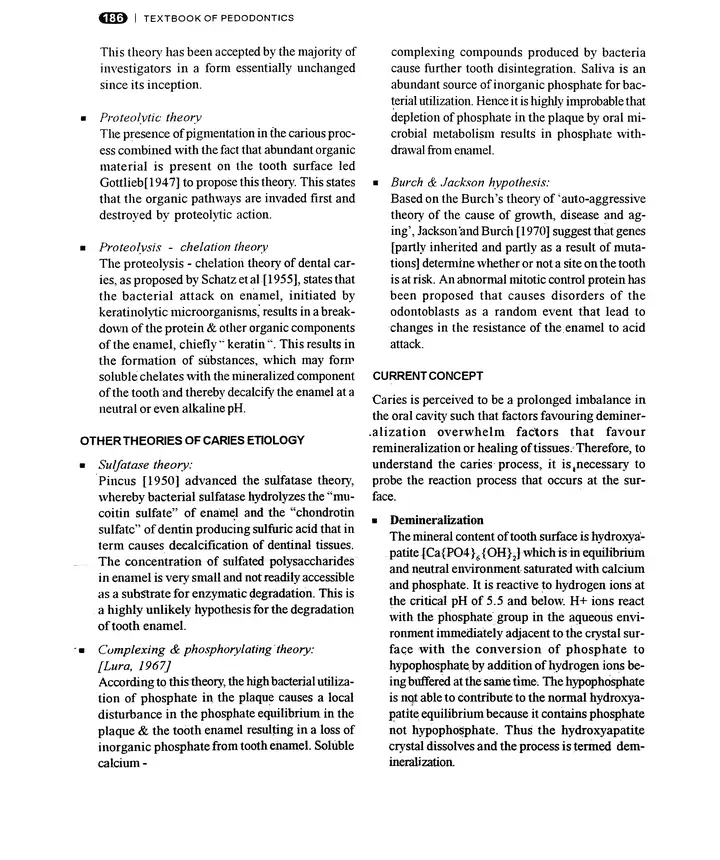 186 | TEXTBOOK OF PEDODONTICS
This theory has been accepted by the majority of
investigators in a form essentially unchanged
since its inception.
▪ Proteolytic theory
The presence of pigmentation in the carious proc-
ess combined with the fact that abundant organic
material is present on the tooth surface led
Gottlieb[1947] to propose this theory. This states
that the organic pathways are invaded first and
destroyed by proteolytic action.
▪ Proteolysis - chelation theory
The proteolysis - chelation theory of dental car-
ies, as proposed by Schatz et al [1955], states that
the bacterial attack on enamel, initiated by
keratinolytic microorganisms, results in a break-
down of the protein & other organic components
of the enamel, chiefly “ keratin “. This results in
the formation of substances, which may form
soluble chelates with the mineralized component
of the tooth and thereby decalcify the enamel at a
neutral or even alkaline pH.
OTHER THEORIES OF CARIES ETIOLOGY
▪ Sulfatase theory:
Pincus [1950] advanced the sulfatase theory,
whereby bacterial sulfatase hydrolyzes the “mu-
coitin sulfate” of enamel and the “chondrotin
sulfate” of dentin producing sulfuric acid that in
term causes decalcification of dentinal tissues.
The concentration of sulfated polysaccharides
in enamel is very small and not readily accessible
as a substrate for enzymatic degradation. This is
a highly unlikely hypothesis for the degradation
of tooth enamel.
▪ Complexing & phosphorylating theory:
[Lura, 1967]
According to this theory, the high bacterial utiliza-
tion of phosphate in the plaque causes a local
disturbance in the phosphate equilibrium in the
plaque & the tooth enamel resulting in a loss of
inorganic phosphate from tooth enamel. Soluble
calcium -
complexing compounds produced by bacteria
cause further tooth disintegration. Saliva is an
abundant source of inorganic phosphate for bac-
terial utilization. Hence it is highly improbable that
depletion of phosphate in the plaque by oral mi-
crobial metabolism results in phosphate with-
drawal from enamel.
▪ Burch & Jackson hypothesis:
Based on the Burch's theory of ‘auto-aggressive
theory of the cause of growth, disease and ag-
ing’, Jackson and Burch [1970] suggest that genes
[partly inherited and partly as a result of muta-
tions] determine whether or not a site on the tooth
is at risk. An abnormal mitotic control protein has
been proposed that causes disorders of the
odontoblasts as a random event that lead to
changes in the resistance of the enamel to acid
attack.
CURRENT CONCEPT
Caries is perceived to be a prolonged imbalance in
the oral cavity such that factors favouring deminer-
alization overwhelm factors that favour
remineralization or healing of tissues. Therefore, to
understand the caries process, it is necessary to
probe the reaction process that occurs at the sur-
face.
▪ Demineralization
The mineral content of tooth surface is hydroxya-
patite [Ca{PO4}₆{OH}₂] which is in equilibrium
and neutral environment saturated with calcium
and phosphate. It is reactive to hydrogen ions at
the critical pH of 5.5 and below. H+ ions react
with the phosphate group in the aqueous envi-
ronment immediately adjacent to the crystal sur-
face with the conversion of phosphate to
hypophosphate by addition of hydrogen ions be-
ing buffered at the same time. The hypophosphate
is not able to contribute to the normal hydroxya-
patite equilibrium because it contains phosphate
not hypophosphate. Thus the hydroxyapatite
crystal dissolves and the process is termed dem-
ineralization.